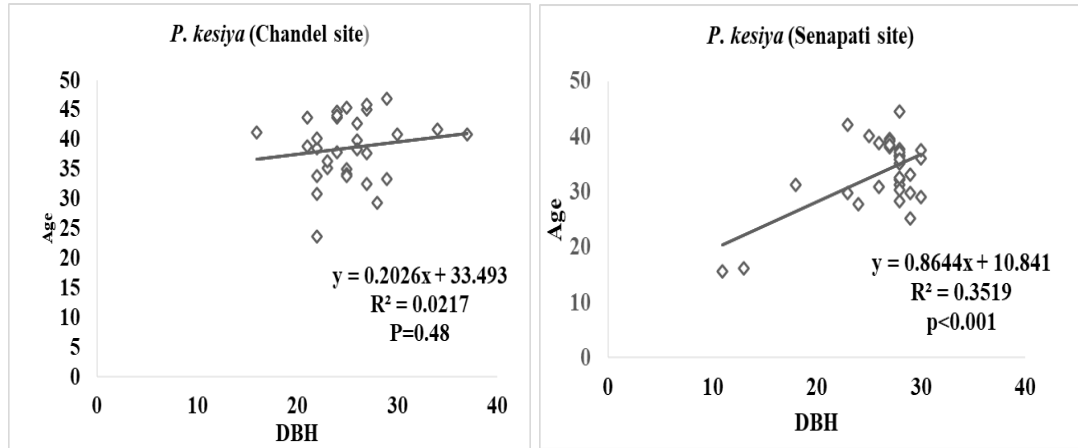 P. kesiya (Chandel site)
50
45
40
35
30
25
20
15
10
5
0
Age
y = 0.2026x + 33.493
R² = 0.0217
P=0.48
0 10 20 30 40
DBH
P. kesiya (Senapati site)
50
40
30
20
10
0
Age
y = 0.8644x + 10.841
R² = 0.3519
p<0.001
0 10 20 30 40
DBH